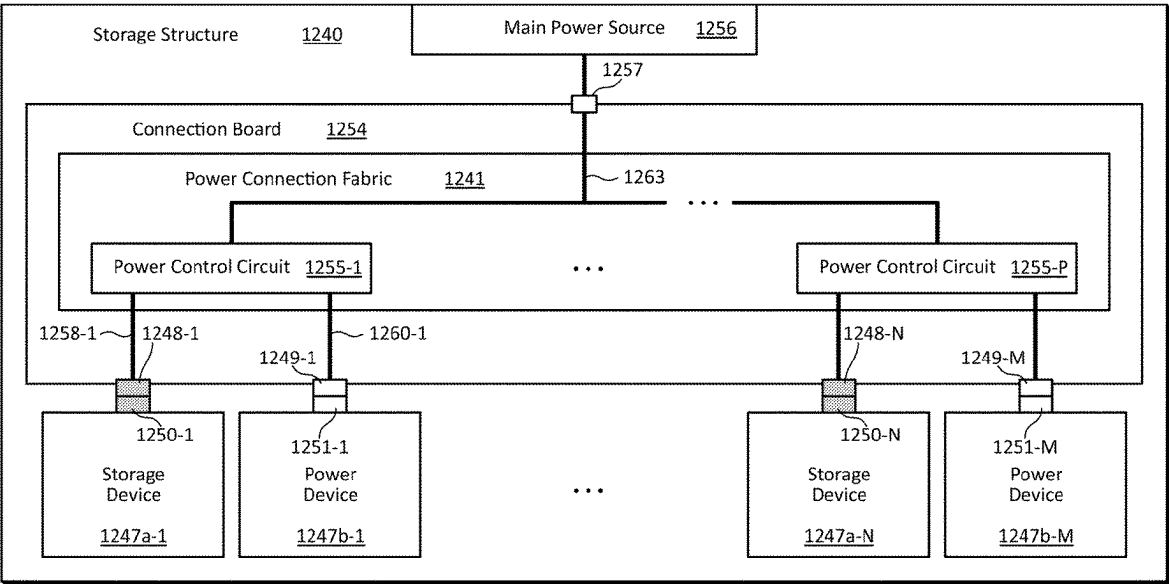 Storage Structure 1240
Main Power Source 1256
1257
Connection Board 1254
Power Connection Fabric 1241
1263
...
Power Control Circuit 1255-1
...
Power Control Circuit 1255-P
1258-1
1248-1
1260-1
1248-N
1249-1
1249-M
1250-1
1251-1
1250-N
1251-M
Storage
Device
1247a-1
Power
Device
1247b-1
...
Storage
Device
1247a-N
Power
Device
1247b-M